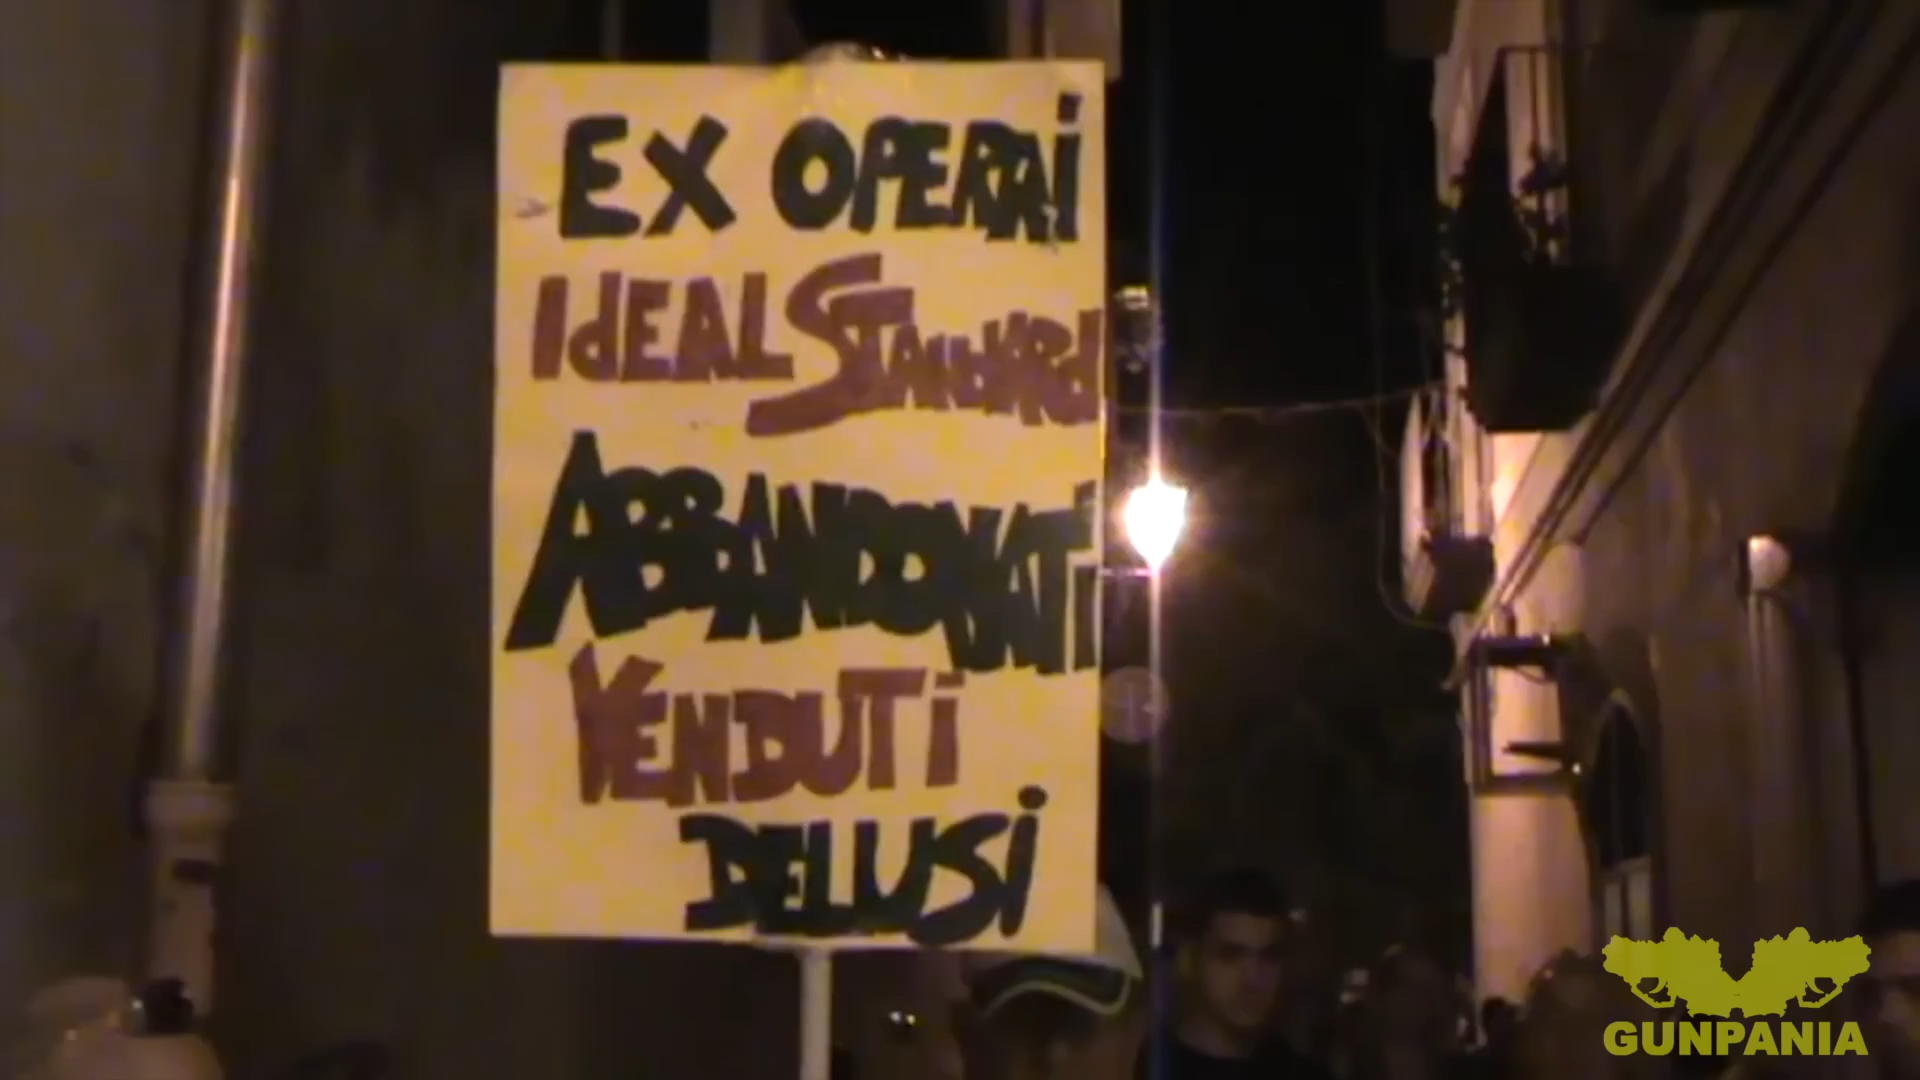 EX OPERAI
IdEAL STANDARd
ABBANDONATi
VENDUTi
DELUSi
GUNPANIA